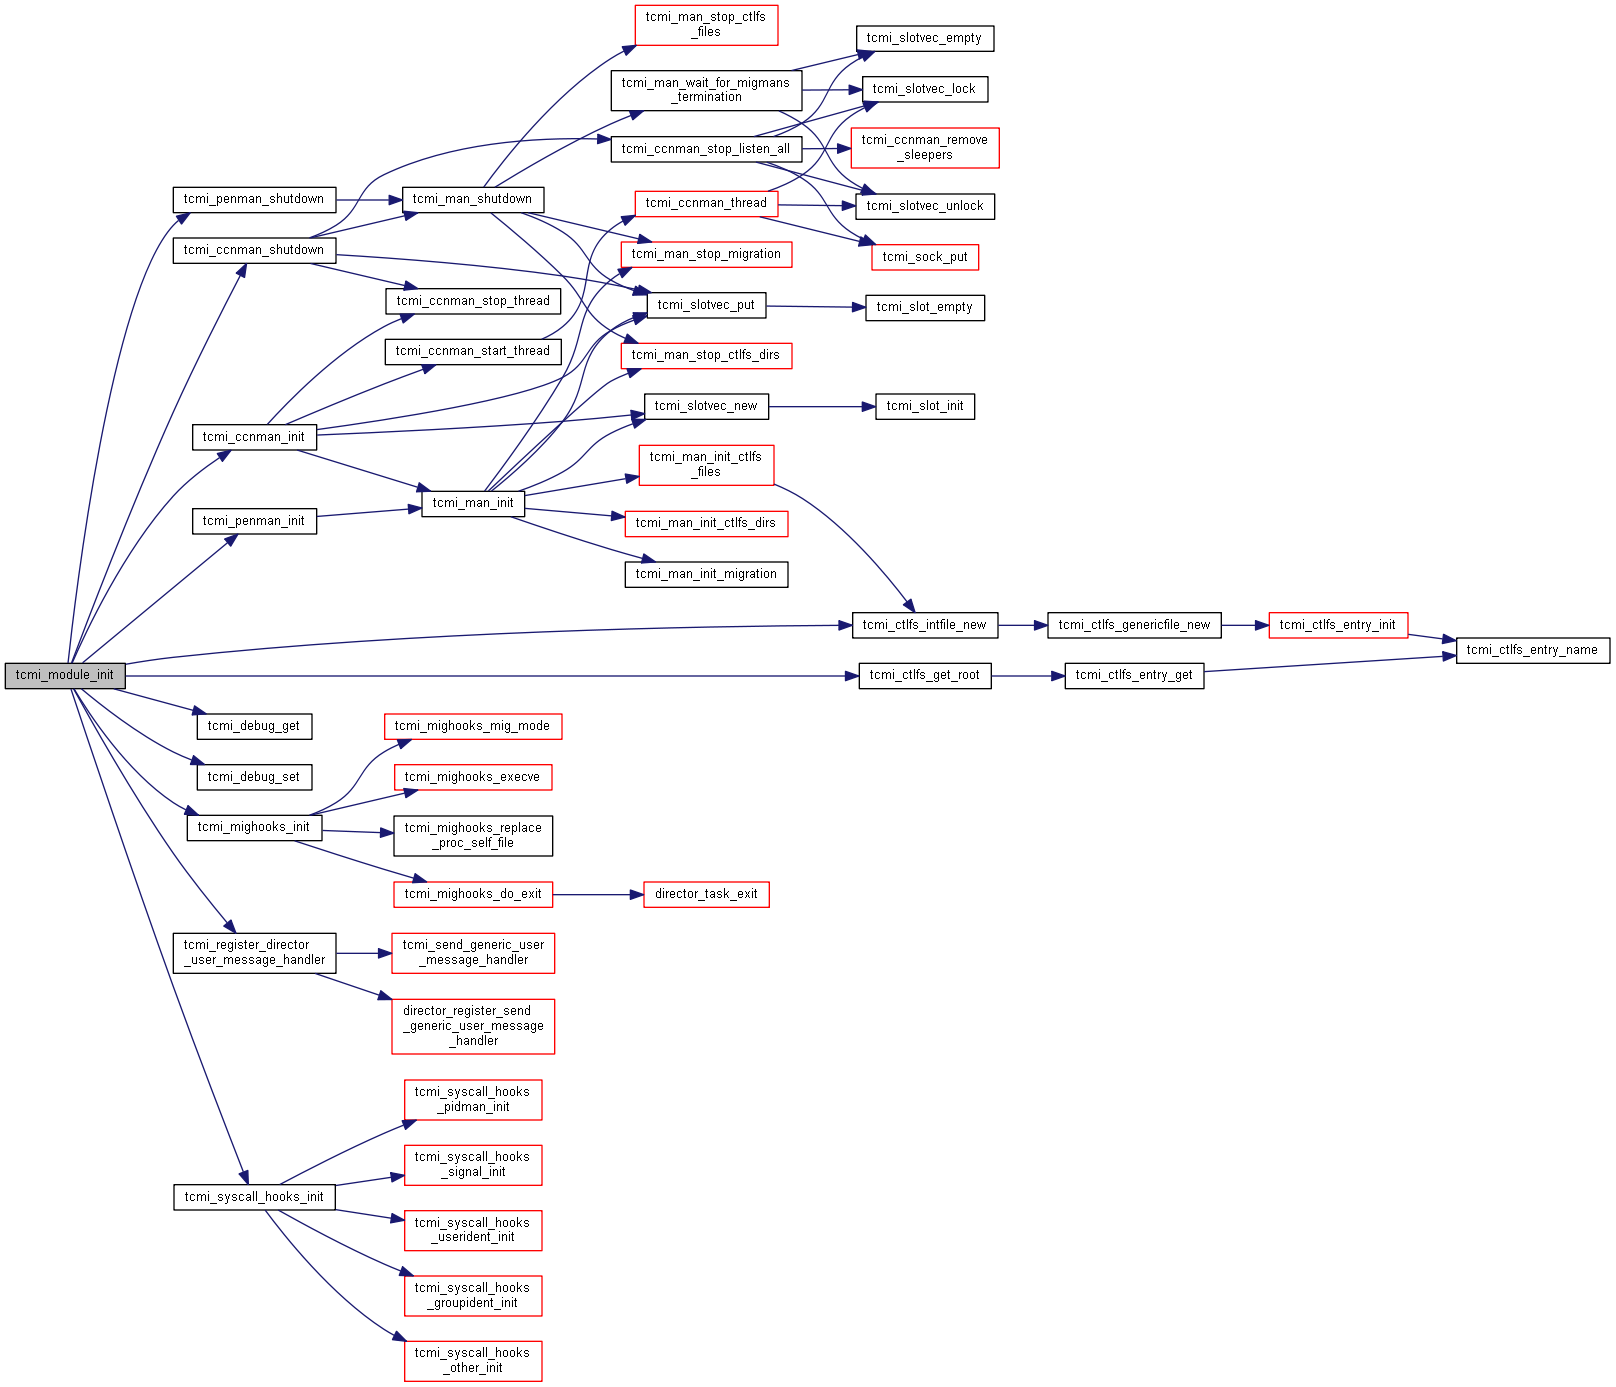 tcmi_man_stop_ctlfs
_files
tcmi_slotvec_empty
tcmi_man_wait_for_migmans
_termination
tcmi_slotvec_lock
tcmi_ccnman_stop_listen_all
tcmi_ccnman_remove
_sleepers
tcmi_penman_shutdown
tcmi_man_shutdown
tcmi_ccnman_thread
tcmi_slotvec_unlock
tcmi_ccnman_shutdown
tcmi_man_stop_migration
tcmi_sock_put
tcmi_ccnman_stop_thread
tcmi_slotvec_put
tcmi_slot_empty
tcmi_ccnman_start_thread
tcmi_man_stop_ctlfs_dirs
tcmi_slotvec_new
tcmi_slot_init
tcmi_ccnman_init
tcmi_man_init_ctlfs
_files
tcmi_man_init
tcmi_penman_init
tcmi_man_init_ctlfs_dirs
tcmi_man_init_migration
tcmi_ctlfs_intfile_new
tcmi_ctlfs_genericfile_new
tcmi_ctlfs_entry_init
tcmi_ctlfs_entry_name
tcmi_module_init
tcmi_ctlfs_get_root
tcmi_ctlfs_entry_get
tcmi_debug_get
tcmi_mighooks_mig_mode
tcmi_debug_set
tcmi_mighooks_execve
tcmi_mighooks_init
tcmi_mighooks_replace
_proc_self_file
tcmi_mighooks_do_exit
director_task_exit
tcmi_register_director
_user_message_handler
tcmi_send_generic_user
_message_handler
director_register_send
_generic_user_message
_handler
tcmi_syscall_hooks
_pidman_init
tcmi_syscall_hooks
_signal_init
tcmi_syscall_hooks_init
tcmi_syscall_hooks
_userident_init
tcmi_syscall_hooks
_groupident_init
tcmi_syscall_hooks
_other_init